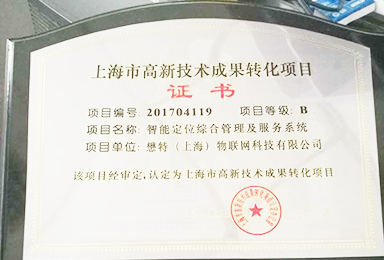 上海市高新技术成果转化项目
证书
项目编号: 201704119 项目等级: B
项目名称: 智能定位综合管理及服务系统
项目单位: 懋特（上海）物联网科技有限公司
该项目经审定,认定为上海市高新技术成果转化项目